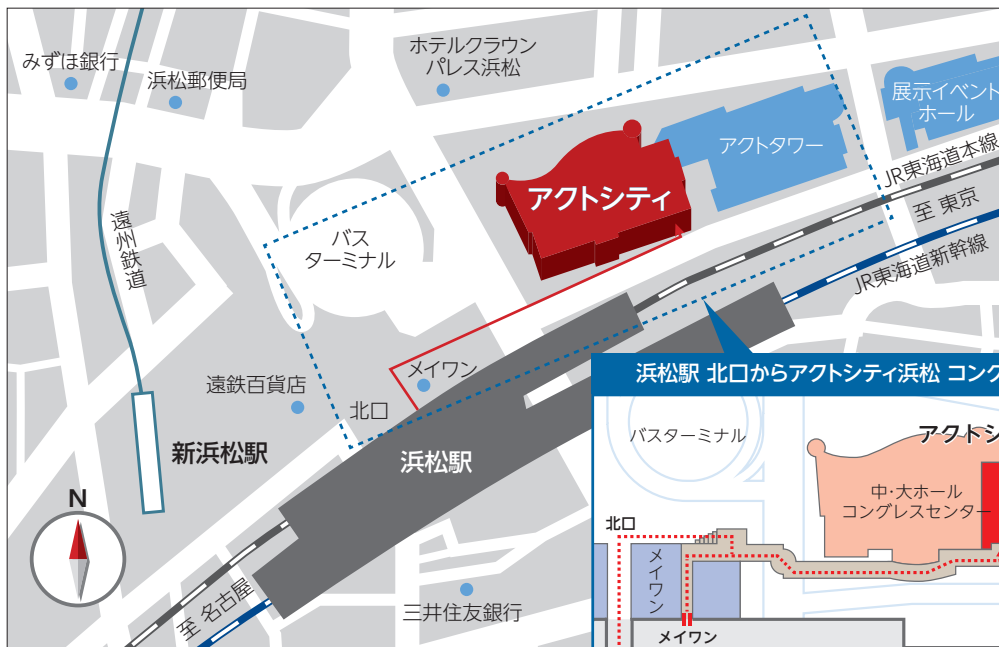 みずほ銀行
浜松郵便局
ホテルクラウン
パレス浜松
展示イベント
ホール
アクトタワー
アクトシティ
JR東海道本線
至 東京
JR東海道新幹線
遠州鉄道
バス
ターミナル
メイワン
遠鉄百貨店
北口
新浜松駅
浜松駅
N
至 名古屋
三井住友銀行
浜松駅 北口からアクトシティ浜松 コング
バスターミナル
アクトシ
中・大ホール
コングレスセンター
北口
メイワン
メイワン